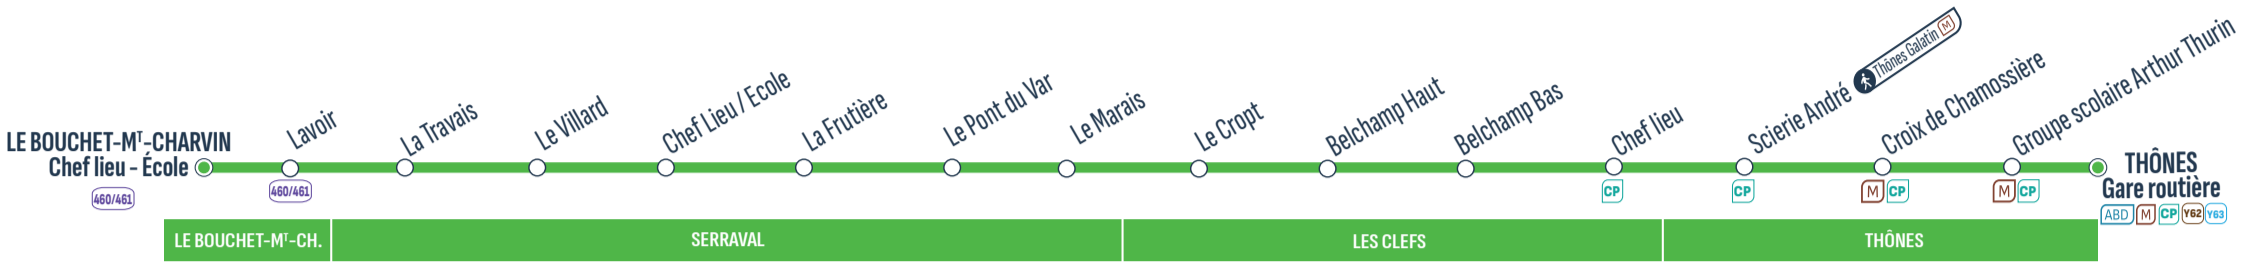 LE BOUCHET-Mᵀ-CHARVIN
Chef lieu - École
460/461
Lavoir
460/461
La Travais
Le Villard
Chef Lieu / Ecole
La Frutière
Le Pont du Var
Le Marais
Le Cropt
Belchamp Haut
Belchamp Bas
Chef lieu
CP
Scierie André
Thônes Galatin M
CP
Croix de Chamossière
M CP
Groupe scolaire Arthur Thurin
M CP
THÔNES
Gare routière
ABD M CP Y62 Y63
LE BOUCHET-Mᵀ-CH.
SERRAVAL
LES CLEFS
THÔNES